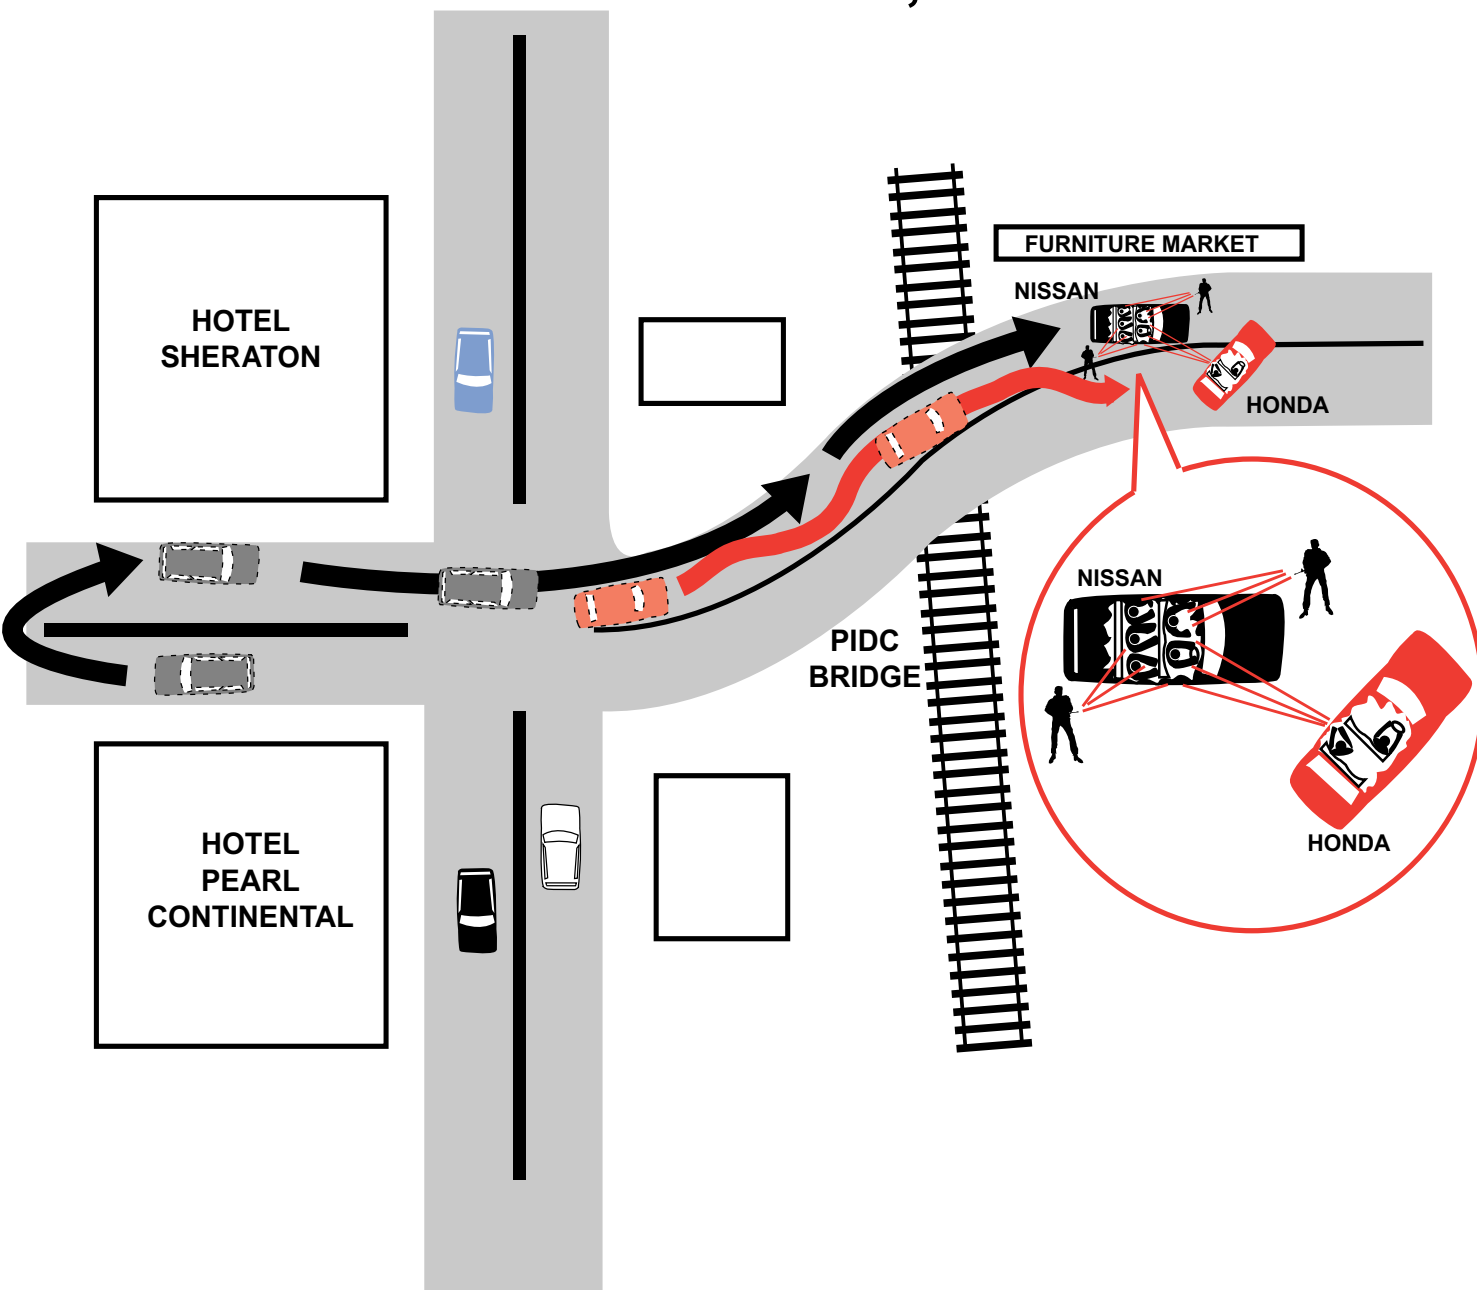 FURNITURE MARKET
NISSAN
HOTEL
SHERATON
HONDA
NISSAN
PIDC
BRIDGE
HOTEL
PEARL
CONTINENTAL
HONDA